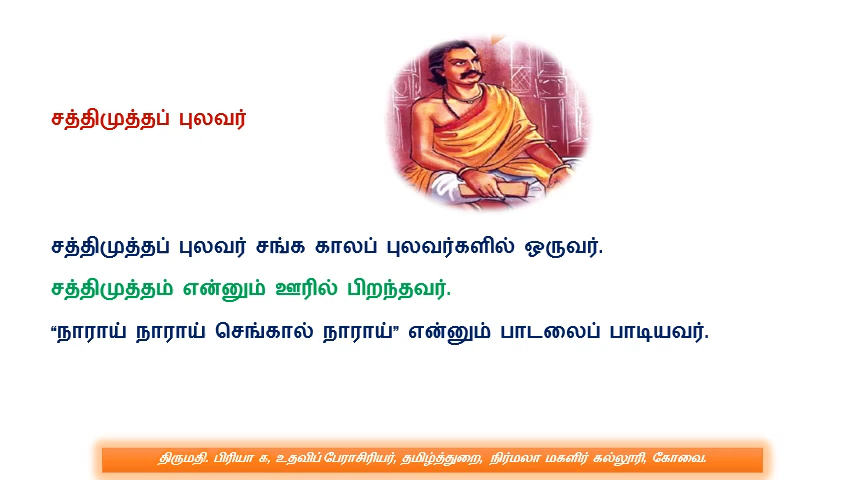 சத்திமுத்தப் புலவர்
சத்திமுத்தப் புலவர் சங்க காலப் புலவர்களில் ஒருவர்.
சத்திமுத்தம் என்னும் ஊரில் பிறந்தவர்.
“நாராய் நாராய் செங்கால் நாராய்” என்னும் பாடலைப் பாடியவர்.
திருமதி. பிரியா க, உதவிப் பேராசிரியர், தமிழ்த்துறை, நிர்மலா மகளிர் கல்லூரி, கோவை.